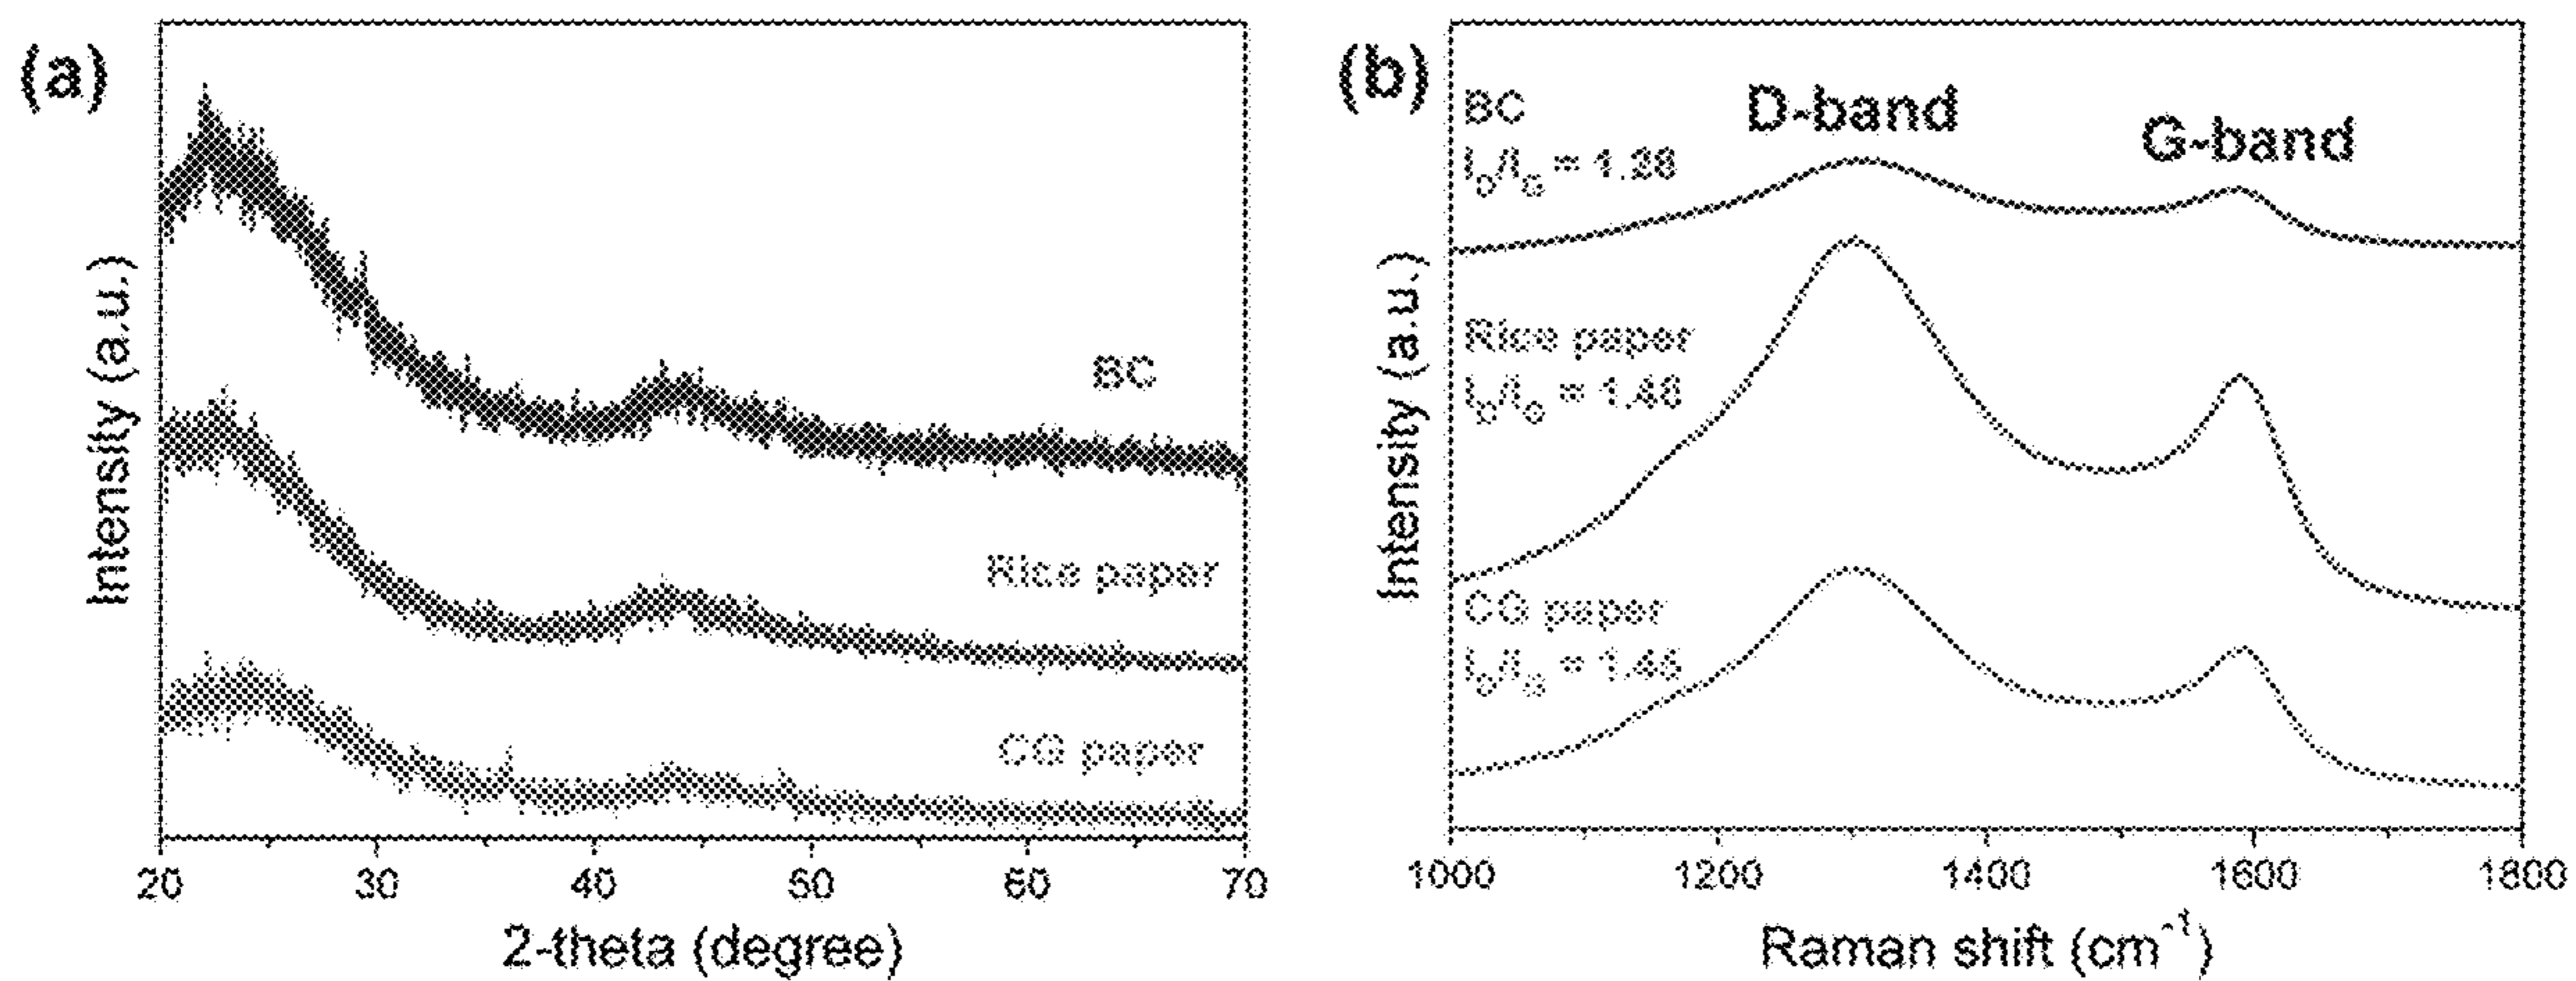 (a)
Intensity (a.u.)
BC
Rice paper
CG paper
20 30 40 50 60 70
2-theta (degree)
(b)
Intensity (a.u.)
BC
D-band
G-band
I_D/I_G = 1.28
Rice paper
I_D/I_G = 1.46
CG paper
I_D/I_G = 1.45
1000 1200 1400 1600 1800
Raman shift (cm⁻¹)